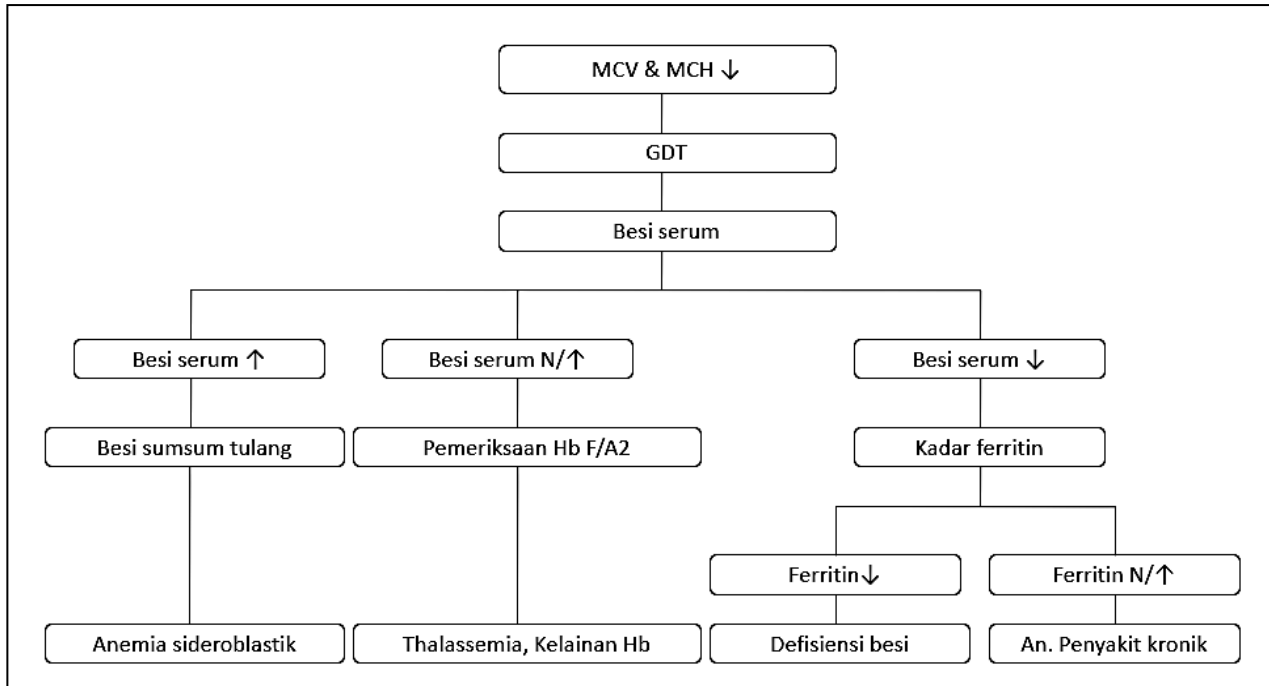 MCV & MCH ↓
GDT
Besi serum
Besi serum ↑
Besi serum N/↑
Besi serum ↓
Besi sumsum tulang
Pemeriksaan Hb F/A2
Kadar ferritin
Ferritin↓
Ferritin N/↑
Anemia sideroblastik
Thalassemia, Kelainan Hb
Defisiensi besi
An. Penyakit kronik